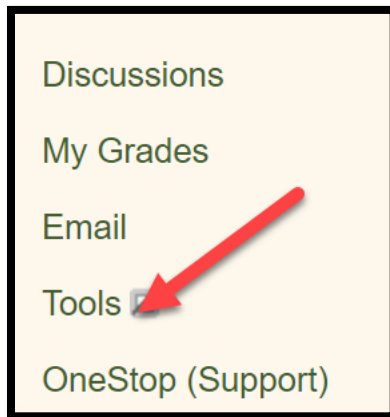 Discussions
My Grades
Email
Tools
OneStop (Support)